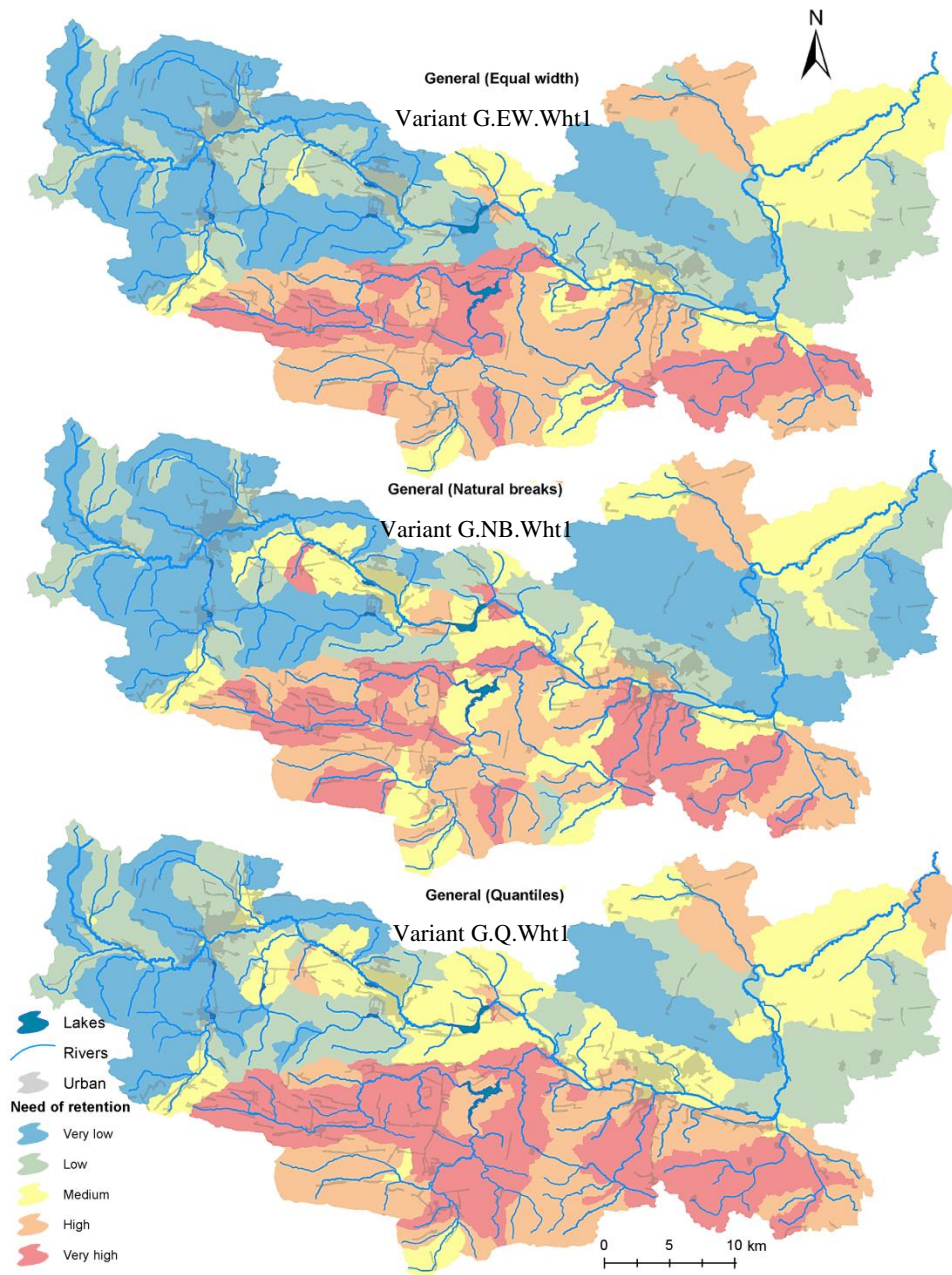 N
General (Equal width)
Variant G.EW.Wht1
General (Natural breaks)
Variant G.NB.Wht1
General (Quantiles)
Variant G.Q.Wht1
Lakes
Rivers
Urban
Need of retention
Very low
Low
Medium
High
Very high
0 5 10 km